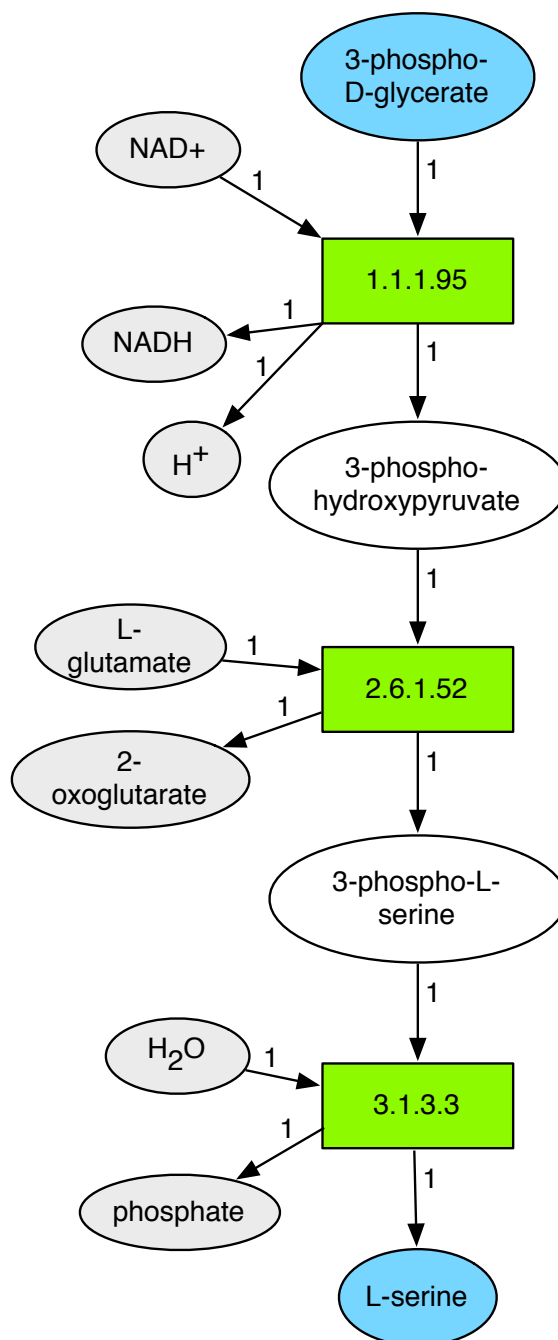 3-phospho-
D-glycerate
NAD+
1
1
1.1.1.95
1
NADH
1
1
H+
3-phospho-
hydroxypyruvate
1
L-
glutamate
1
2.6.1.52
1
2-
oxoglutarate
1
3-phospho-L-
serine
1
H2O
1
3.1.3.3
1
phosphate
1
L-serine